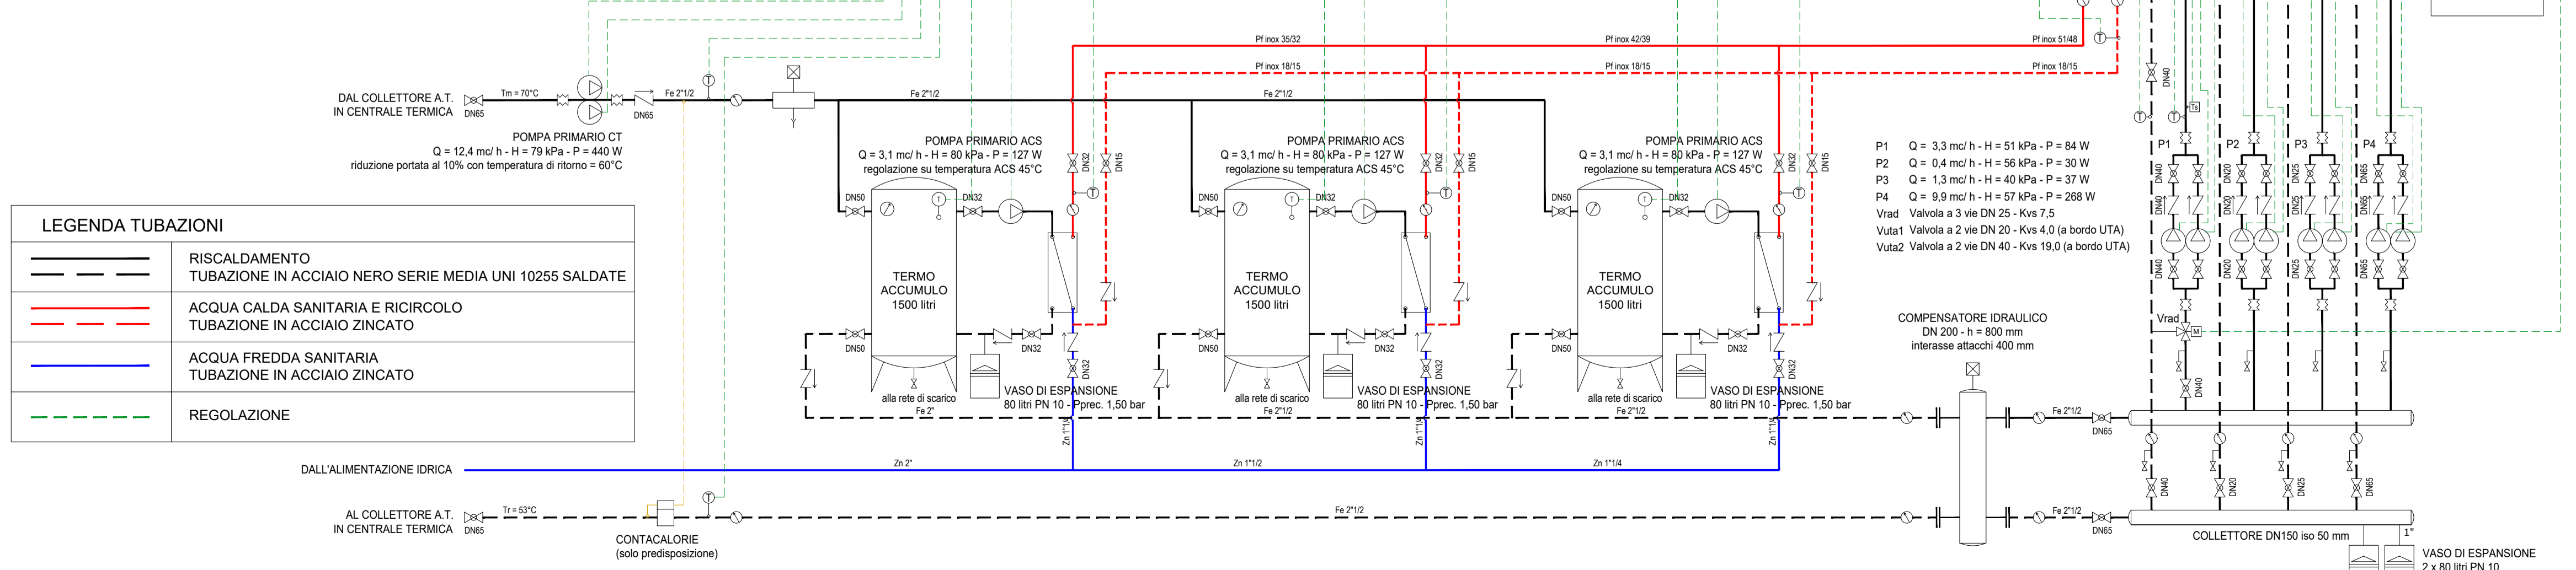 Pf inox 35/32
Pf inox 42/39
Pf inox 51/48
Pf inox 18/15
Pf inox 18/15
Pf inox 18/15
DAL COLLETTORE A.T.
IN CENTRALE TERMICA
DN65
Tm = 70°C
DN65
T
Fe 2"1/2
Fe 2"1/2
Fe 2"1/2
POMPA PRIMARIO CT
Q = 12,4 mc/ h - H = 79 kPa - P = 440 W
riduzione portata al 10% con temperatura di ritorno = 60°C
LEGENDA TUBAZIONI
RISCALDAMENTO
TUBAZIONE IN ACCIAIO NERO SERIE MEDIA UNI 10255 SALDATE
ACQUA CALDA SANITARIA E RICIRCOLO
TUBAZIONE IN ACCIAIO ZINCATO
ACQUA FREDDA SANITARIA
TUBAZIONE IN ACCIAIO ZINCATO
REGOLAZIONE
POMPA PRIMARIO ACS
Q = 3,1 mc/ h - H = 80 kPa - P = 127 W
regolazione su temperatura ACS 45°C
DN32
DN15
DN50
T
DN32
T
TERMO
ACCUMULO
1500 litri
DN50
DN32
DN32
alla rete di scarico
VASO DI ESPANSIONE
80 litri PN 10 - Pprec. 1,50 bar
Fe 2"
Zn 1"1/4
POMPA PRIMARIO ACS
Q = 3,1 mc/ h - H = 80 kPa - P = 127 W
regolazione su temperatura ACS 45°C
DN32
DN15
DN50
T
DN32
T
TERMO
ACCUMULO
1500 litri
DN50
DN32
DN32
alla rete di scarico
VASO DI ESPANSIONE
80 litri PN 10 - Pprec. 1,50 bar
Fe 2"1/2
Zn 1"1/4
POMPA PRIMARIO ACS
Q = 3,1 mc/ h - H = 80 kPa - P = 127 W
regolazione su temperatura ACS 45°C
DN32
DN15
DN50
T
DN32
T
TERMO
ACCUMULO
1500 litri
DN50
DN32
DN32
alla rete di scarico
VASO DI ESPANSIONE
80 litri PN 10 - Pprec. 1,50 bar
Fe 2"1/2
Zn 1"1/4
DALL'ALIMENTAZIONE IDRICA
Zn 2"
Zn 1"1/2
Zn 1"1/4
AL COLLETTORE A.T.
IN CENTRALE TERMICA
DN65
Tr = 53°C
T
CONTACALORIE
(solo predisposizione)
Fe 2"1/2
P1 Q = 3,3 mc/ h - H = 51 kPa - P = 84 W
P2 Q = 0,4 mc/ h - H = 56 kPa - P = 30 W
P3 Q = 1,3 mc/ h - H = 40 kPa - P = 37 W
P4 Q = 9,9 mc/ h - H = 57 kPa - P = 268 W
Vrad Valvola a 3 vie DN 25 - Kvs 7,5
Vuta1 Valvola a 2 vie DN 20 - Kvs 4,0 (a bordo UTA)
Vuta2 Valvola a 2 vie DN 40 - Kvs 19,0 (a bordo UTA)
COMPENSATORE IDRAULICO
DN 200 - h = 800 mm
interasse attacchi 400 mm
T
DN40
T
T
Ts
P1
P2
P3
P4
DN40
DN20
DN25
DN65
DN40
DN20
DN25
DN65
DN40
DN20
DN25
DN65
Vrad
M
DN40
Fe 2"1/2
DN65
DN40
DN20
DN25
DN65
Fe 2"1/2
DN65
COLLETTORE DN150 iso 50 mm
1"
VASO DI ESPANSIONE
2 x 80 litri PN 10